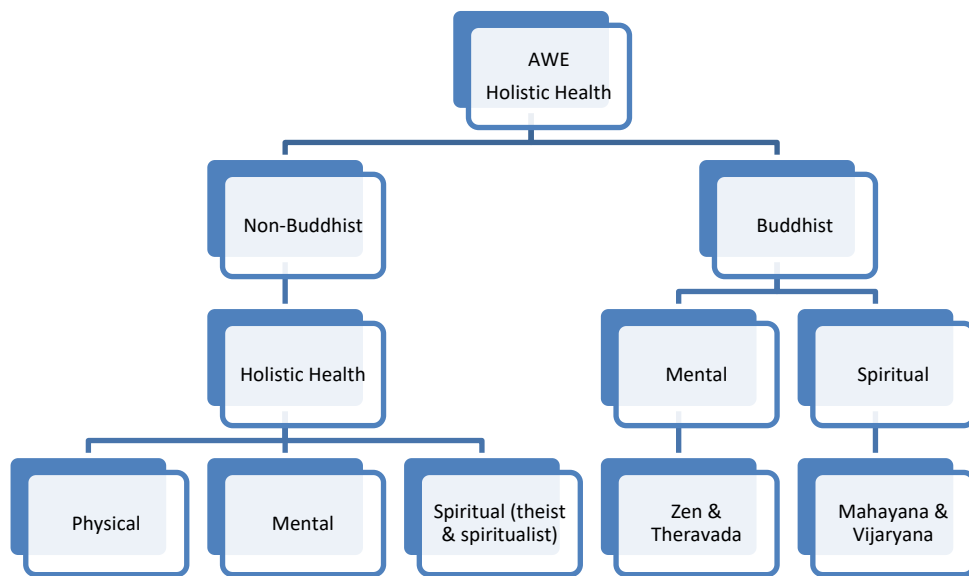 AWE
Holistic Health
Non-Buddhist
Buddhist
Holistic Health
Mental
Spiritual
Physical
Mental
Spiritual (theist
& spiritualist)
Zen &
Theravada
Mahayana &
Vijaryana